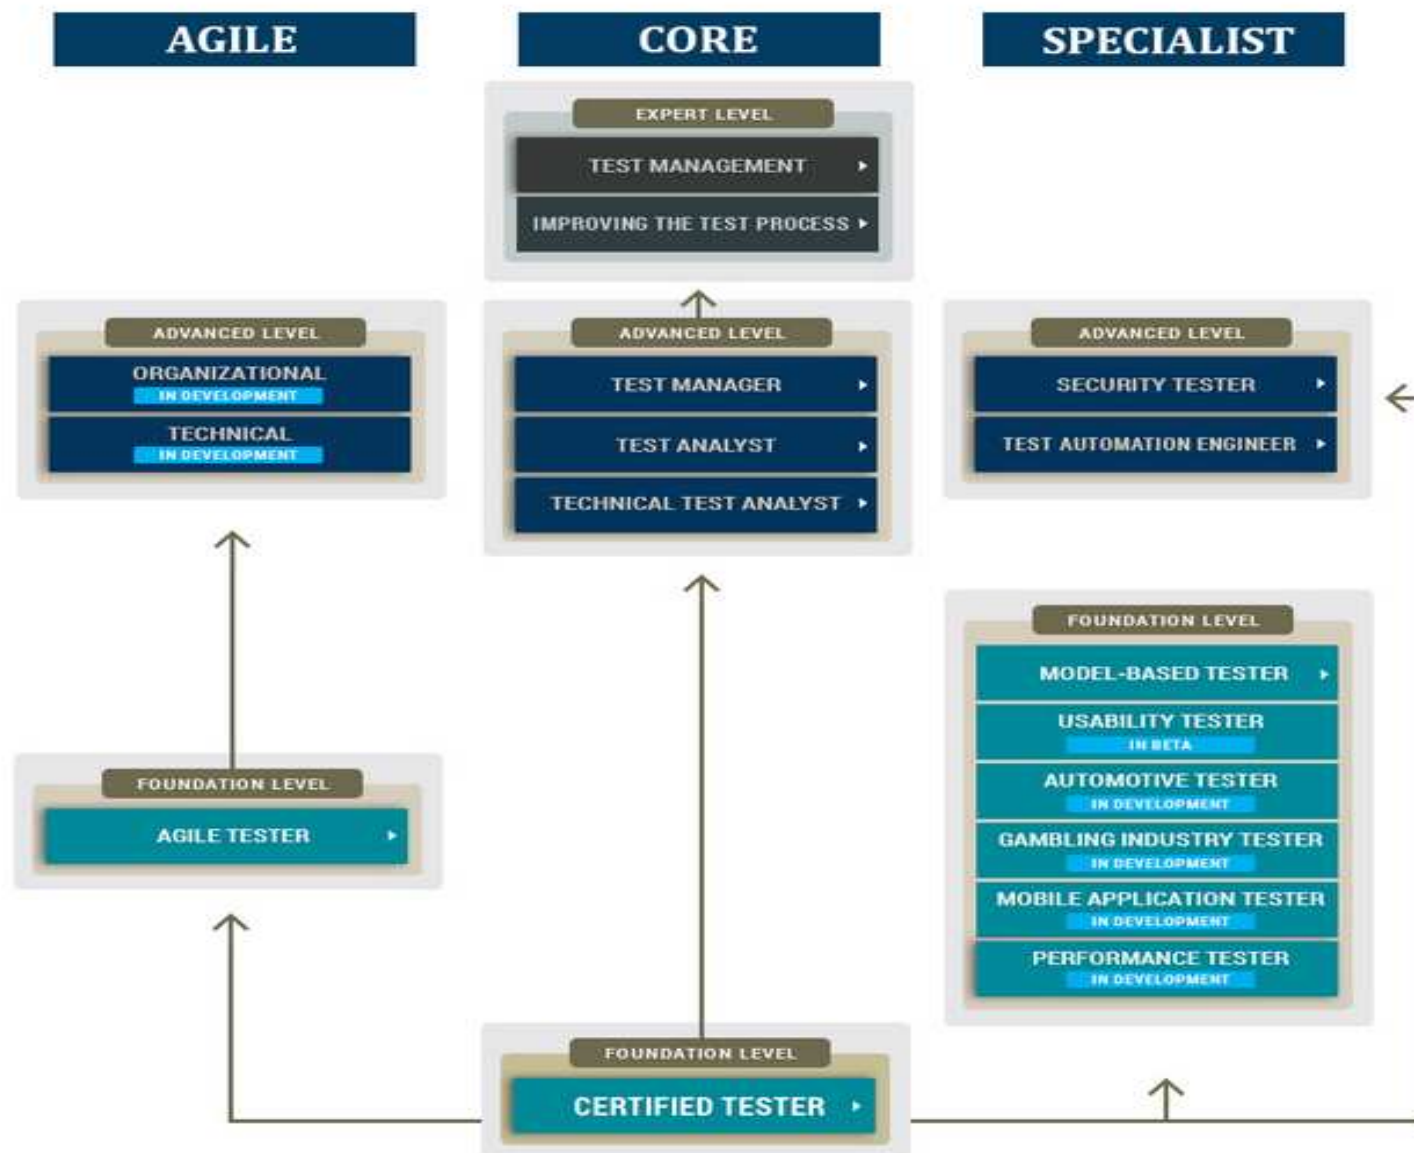 AGILE
CORE
SPECIALIST
EXPERT LEVEL
TEST MANAGEMENT
IMPROVING THE TEST PROCESS
ADVANCED LEVEL
ORGANIZATIONAL
IN DEVELOPMENT
TECHNICAL
IN DEVELOPMENT
ADVANCED LEVEL
TEST MANAGER
TEST ANALYST
TECHNICAL TEST ANALYST
ADVANCED LEVEL
SECURITY TESTER
TEST AUTOMATION ENGINEER
FOUNDATION LEVEL
MODEL-BASED TESTER
USABILITY TESTER
IN BETA
AUTOMOTIVE TESTER
IN DEVELOPMENT
GAMBLING INDUSTRY TESTER
IN DEVELOPMENT
MOBILE APPLICATION TESTER
IN DEVELOPMENT
PERFORMANCE TESTER
IN DEVELOPMENT
FOUNDATION LEVEL
AGILE TESTER
FOUNDATION LEVEL
CERTIFIED TESTER